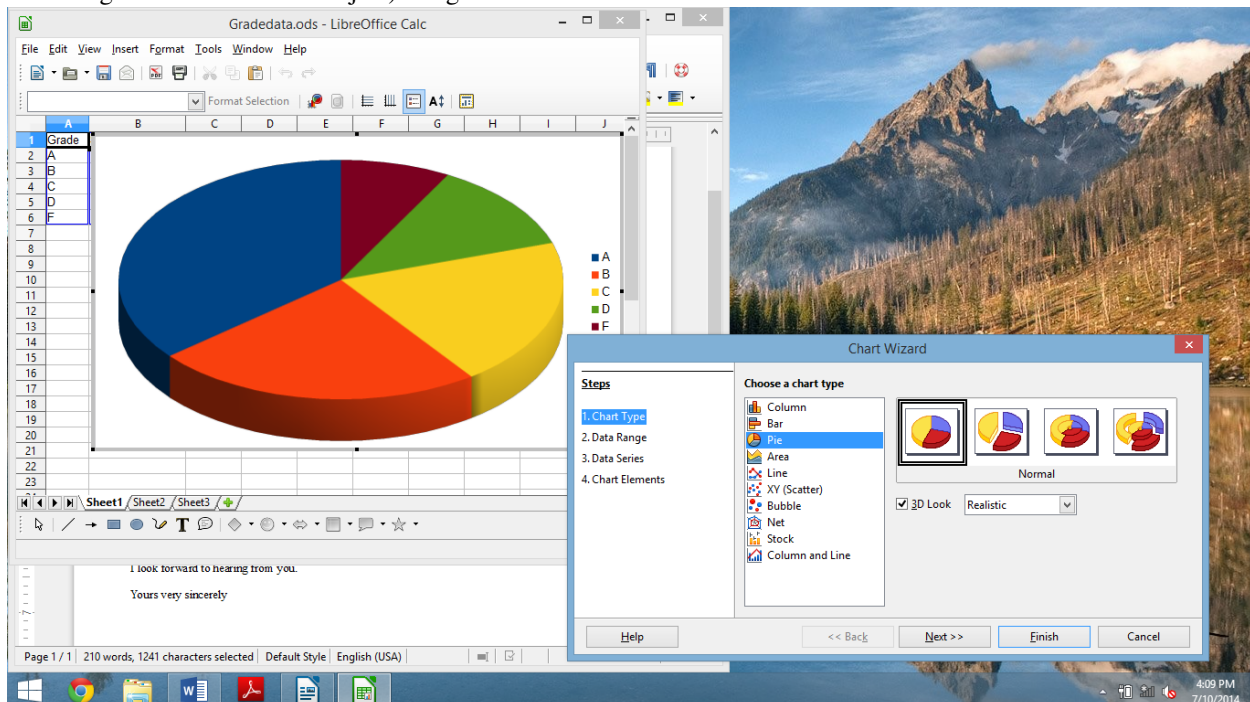 Gradedata.ods - LibreOffice Calc
File Edit View Insert Format Tools Window Help
Format Selection
A B C D E F G H I J
1 Grade
2 A
3 B
4 C
5 D
6 F
7
8
9
10
11
12
13
14
15
16
17
18
19
20
21
22
23
A
B
C
D
F
Sheet1 Sheet2 Sheet3
I look forward to hearing from you.
Yours very sincerely
Page 1 / 1 210 words, 1241 characters selected Default Style English (USA)
Chart Wizard
Steps
1. Chart Type
2. Data Range
3. Data Series
4. Chart Elements
Choose a chart type
Column
Bar
Pie
Area
Line
XY (Scatter)
Bubble
Net
Stock
Column and Line
Normal
3D Look Realistic
Help << Back Next >> Finish Cancel
4:09 PM
7/10/2014